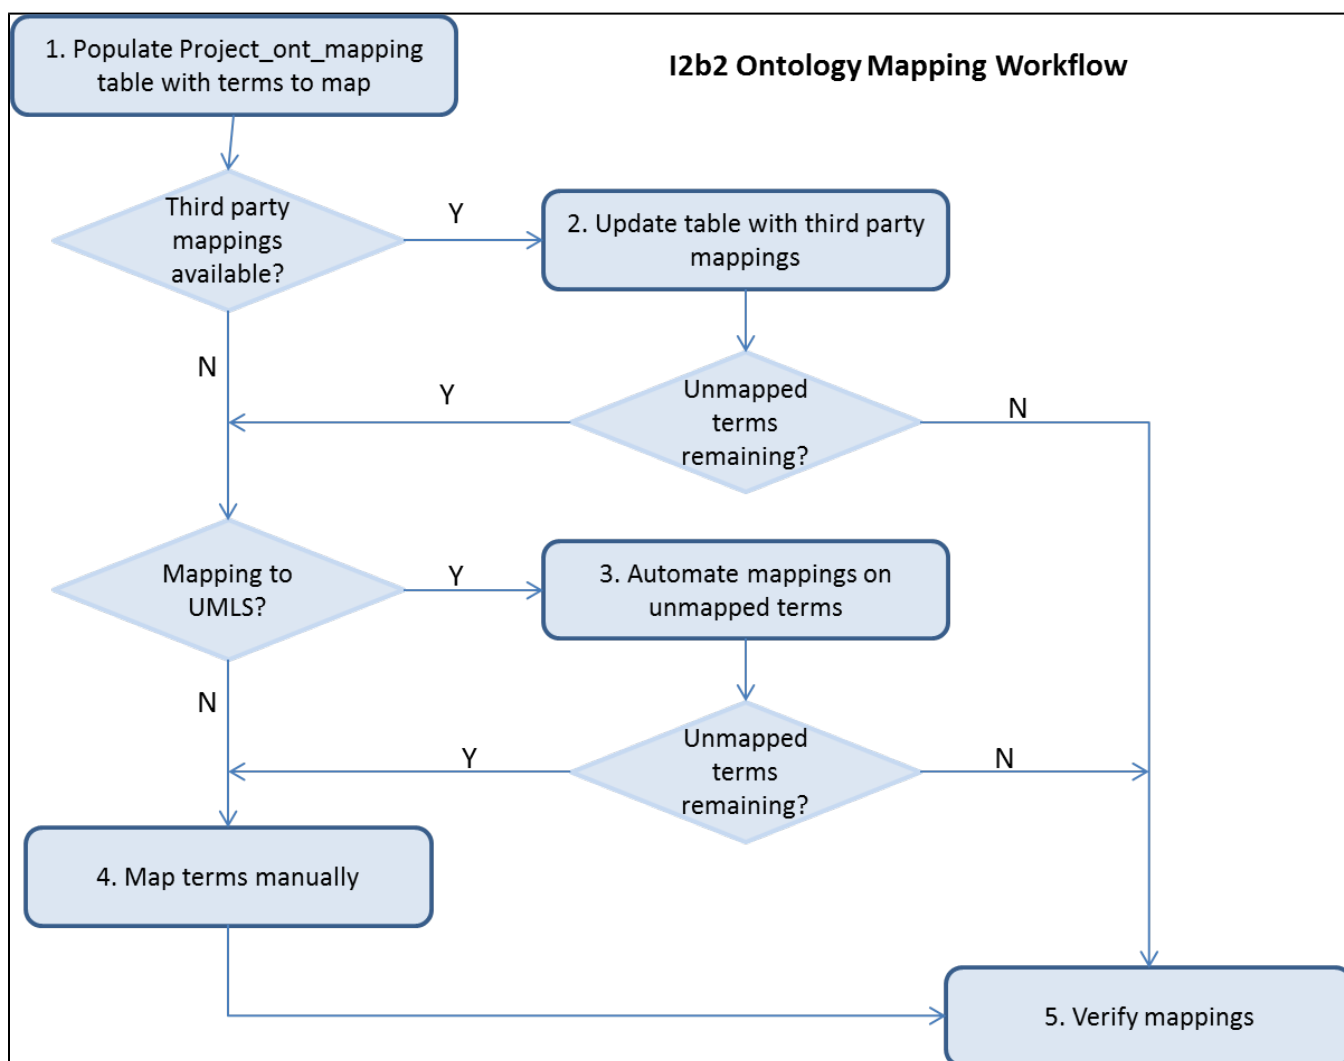 1. Populate Project_ont_mapping
table with terms to map
I2b2 Ontology Mapping Workflow
Third party
mappings
available?
Y
2. Update table with third party
mappings
N
Y
Unmapped
terms
remaining?
N
Mapping to
UMLS?
Y
3. Automate mappings on
unmapped terms
N
Y
Unmapped
terms
remaining?
N
4. Map terms manually
5. Verify mappings